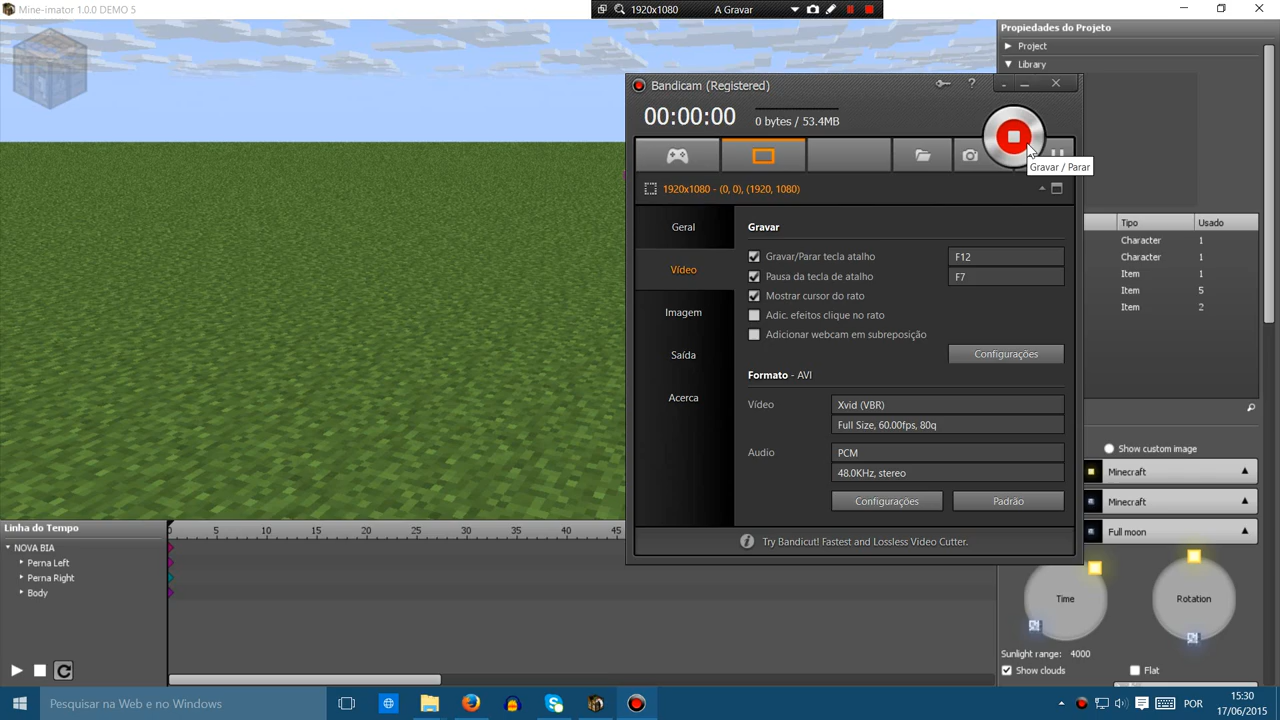 Mine-imator 1.0.0 DEMO 5
1920x1080
A Gravar
Propiedades do Projeto
Project
Library
Bandicam (Registered)
?
00:00:00
0 bytes / 53.4MB
Gravar / Parar
1920x1080 - (0, 0), (1920, 1080)
Geral
Vídeo
Imagem
Saída
Acerca
Gravar
Gravar/Parar tecla atalho
F12
Pausa da tecla de atalho
F7
Mostrar cursor do rato
Adic. efeitos clique no rato
Adicionar webcam em subreposição
Configurações
Formato - AVI
Vídeo
Xvid (VBR)
Full Size, 60.00fps, 80q
Audio
PCM
48.0KHz, stereo
Configurações
Padrão
Try Bandicut! Fastest and Lossless Video Cutter.
Tipo
Usado
Character
1
Character
1
Item
1
Item
5
Item
2
Show custom image
Minecraft
Minecraft
Full moon
Time
Rotation
Sunlight range: 4000
Show clouds
Flat
Linha do Tempo
0
5
10
15
20
25
30
35
40
45
NOVA BIA
Perna Left
Perna Right
Body
Pesquisar na Web e no Windows
POR
15:30
17/06/2015